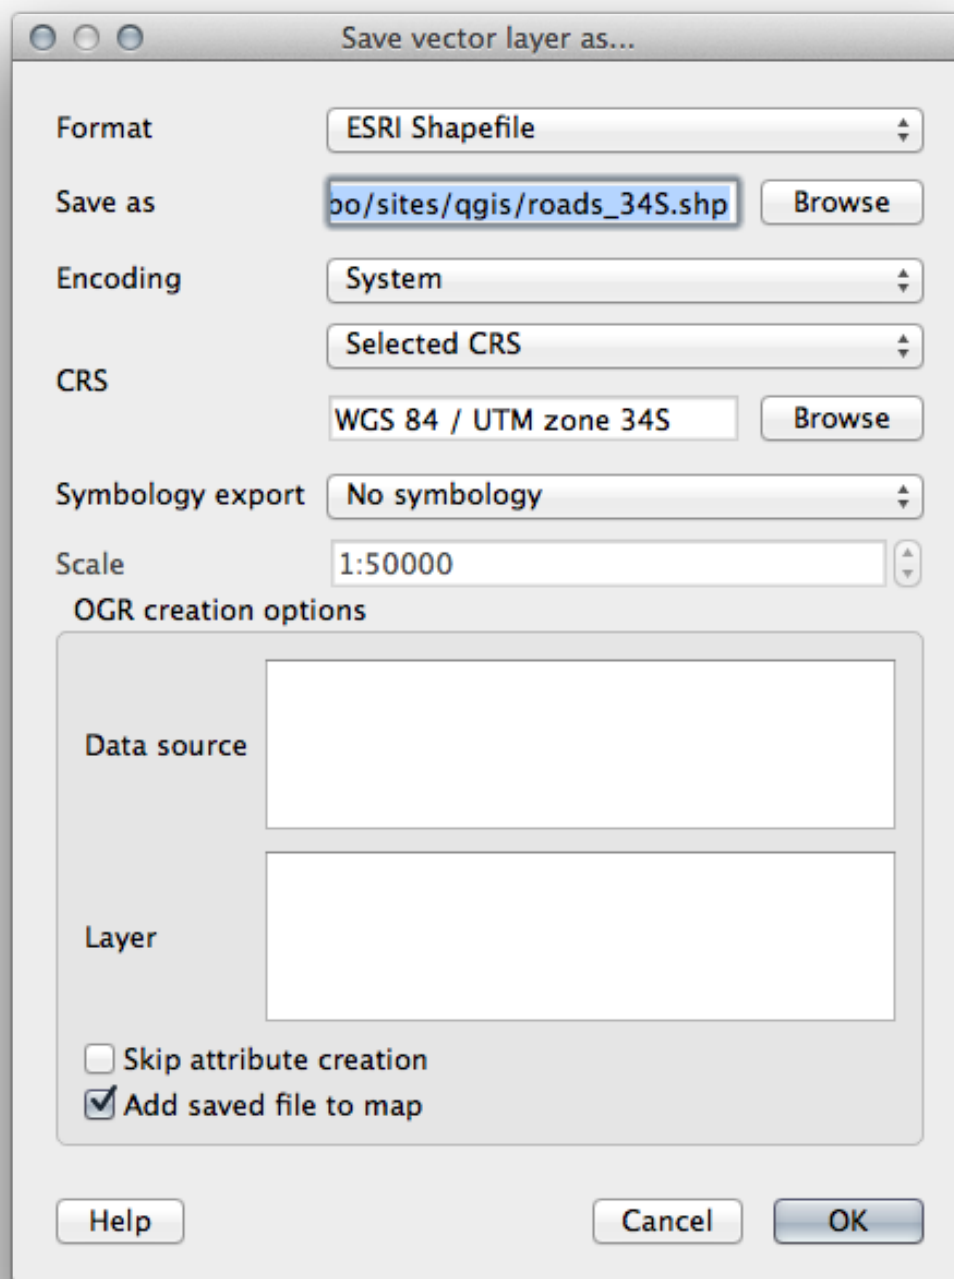 Save vector layer as...
Format ESRI Shapefile
Save as bo/sites/qgis/roads_34S.shp Browse
Encoding System
Selected CRS
CRS
WGS 84 / UTM zone 34S Browse
Symbology export No symbology
Scale 1:50000
OGR creation options
Data source
Layer
Skip attribute creation
Add saved file to map
Help Cancel OK